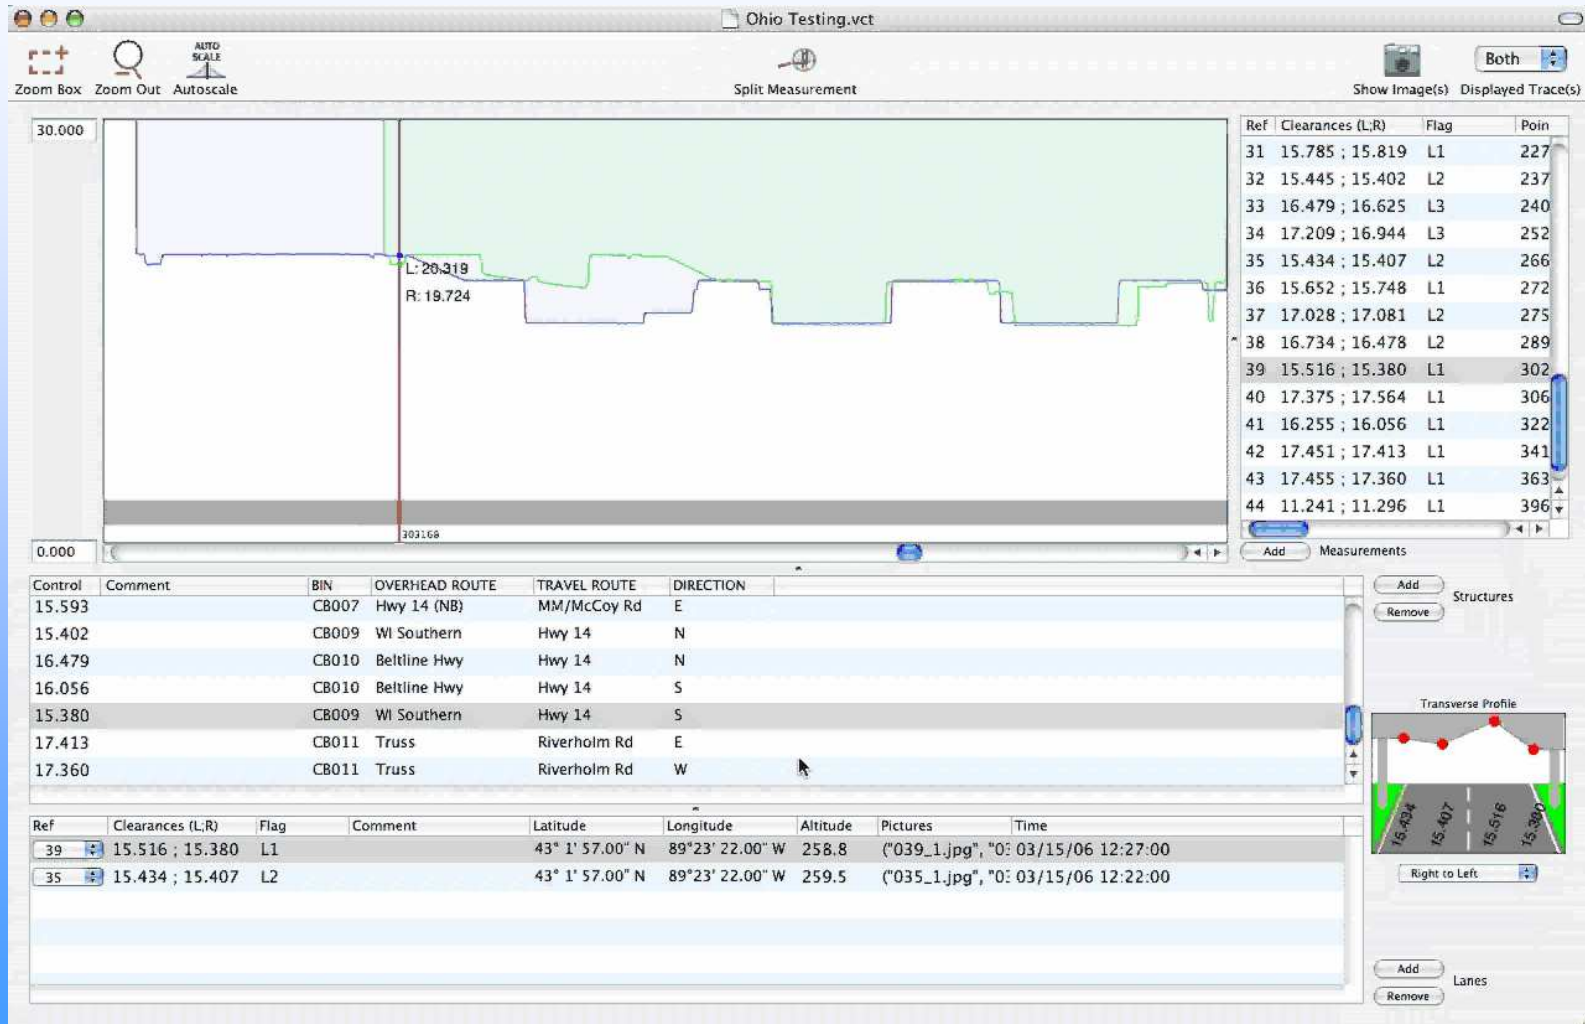 Ohio Testing.vct
AUTO SCALE
Zoom Box Zoom Out Autoscale
Split Measurement
Show Image(s)
Both
Displayed Trace(s)
30.000
L: 20.319
R: 19.724
303168
0.000
Ref Clearances (L;R) Flag Poin
31 15.785 ; 15.819 L1 227
32 15.445 ; 15.402 L2 237
33 16.479 ; 16.625 L3 240
34 17.209 ; 16.944 L3 252
35 15.434 ; 15.407 L2 266
36 15.652 ; 15.748 L1 272
37 17.028 ; 17.081 L2 275
38 16.734 ; 16.478 L2 289
39 15.516 ; 15.380 L1 302
40 17.375 ; 17.564 L1 306
41 16.255 ; 16.056 L1 322
42 17.451 ; 17.413 L1 341
43 17.455 ; 17.360 L1 363
44 11.241 ; 11.296 L1 396
Add Measurements
Control Comment BIN OVERHEAD ROUTE TRAVEL ROUTE DIRECTION
15.593 CB007 Hwy 14 (NB) MM/McCoy Rd E
15.402 CB009 WI Southern Hwy 14 N
16.479 CB010 Beltline Hwy Hwy 14 N
16.056 CB010 Beltline Hwy Hwy 14 S
15.380 CB009 WI Southern Hwy 14 S
17.413 CB011 Truss Riverholm Rd E
17.360 CB011 Truss Riverholm Rd W
Add
Structures
Remove
Transverse Profile
15.434 15.407 15.516 15.380
Right to Left
Ref Clearances (L;R) Flag Comment Latitude Longitude Altitude Pictures Time
39 15.516 ; 15.380 L1 43° 1' 57.00" N 89°23' 22.00" W 258.8 ("039_1.jpg", "03 03/15/06 12:27:00
35 15.434 ; 15.407 L2 43° 1' 57.00" N 89°23' 22.00" W 259.5 ("035_1.jpg", "03 03/15/06 12:22:00
Add
Lanes
Remove